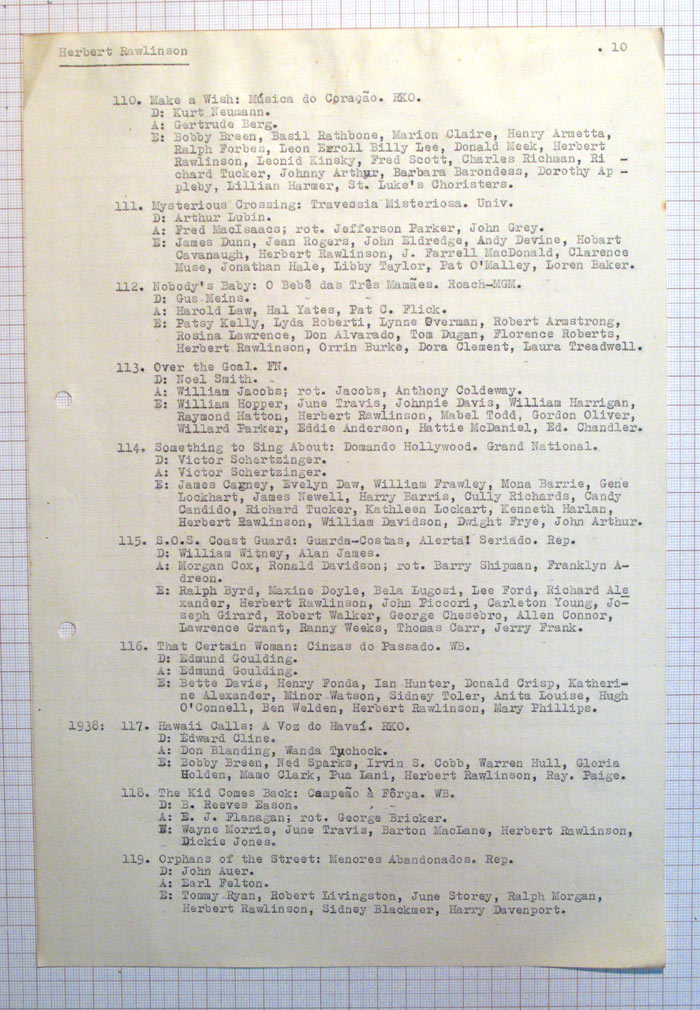 Herbert Rawlinson . 10
110. Make a Wish: Música do Coração. RKO.
D: Kurt Neumann.
A: Gertrude Berg.
E: Bobby Breen, Basil Rathbone, Marion Claire, Henry Armetta,
Ralph Forbes, Leon Erroll Billy Lee, Donald Meek, Herbert
Rawlinson, Leonid Kinsky, Fred Scott, Charles Richman, Ri -
chard Tucker, Johnny Arthur, Barbara Barondess, Dorothy Ap -
pleby, Lillian Harmer, St. Luke's Choristers.
111. Mysterious Crossing: Travessia Misteriosa. Univ.
D: Arthur Lubin.
A: Fred MacIsaacs; rot. Jefferson Parker, John Grey.
E: James Dunn, Jean Rogers, John Eldredge, Andy Devine, Hobart
Cavanaugh, Herbert Rawlinson, J. Farrell MacDonald, Clarence
Muse, Jonathan Hale, Libby Taylor, Pat O'Malley, Loren Baker.
112. Nobody's Baby: O Bebê das Três Mamães. Roach-MGM.
D: Gus Meins.
A: Harold Law, Hal Yates, Pat C. Flick.
E: Patsy Kelly, Lyda Roberti, Lynne Overman, Robert Armstrong,
Rosina Lawrence, Don Alvarado, Tom Dugan, Florence Roberts,
Herbert Rawlinson, Orrin Burke, Dora Clement, Laura Treadwell.
113. Over the Goal. FN.
D: Noel Smith.
A: William Jacobs; rot. Jacobs, Anthony Coldeway.
E: William Hopper, June Travis, Johnnie Davis, William Harrigan,
Raymond Hatton, Herbert Rawlinson, Mabel Todd, Gordon Oliver,
Willard Parker, Eddie Anderson, Hattie McDaniel, Ed. Chandler.
114. Something to Sing About: Domando Hollywood. Grand National.
D: Victor Schertzinger.
A: Victor Schertzinger.
E: James Cagney, Evelyn Daw, William Frawley, Mona Barrie, Gene
Lockhart, James Newell, Harry Barris, Cully Richards, Candy
Candido, Richard Tucker, Kathleen Lockart, Kenneth Harlan,
Herbert Rawlinson, William Davidson, Dwight Frye, John Arthur.
115. S.O.S. Coast Guard: Guarda-Costas, Alerta! Seriado. Rep.
D: William Witney, Alan James.
A: Morgan Cox, Ronald Davidson; rot. Barry Shipman, Franklyn A-
dreon.
E: Ralph Byrd, Maxine Doyle, Bela Lugosi, Lee Ford, Richard Ale
xander, Herbert Rawlinson, John Piccori, Carleton Young, Jo-
seph Girard, Robert Walker, George Chesebro, Allen Connor,
Lawrence Grant, Ranny Weeks, Thomas Carr, Jerry Frank.
116. That Certain Woman: Cinzas do Passado. WB.
D: Edmund Goulding.
A: Edmund Goulding.
E: Bette Davis, Henry Fonda, Ian Hunter, Donald Crisp, Katheri-
ne Alexander, Minor Watson, Sidney Toler, Anita Louise, Hugh
O'Connell, Ben Welden, Herbert Rawlinson, Mary Phillips.
1938: 117. Hawaii Calls: A Voz do Havaí. RKO.
D: Edward Cline.
A: Don Blanding, Wanda Tuchock.
E: Bobby Breen, Ned Sparks, Irvin S. Cobb, Warren Hull, Gloria
Holden, Mamo Clark, Pua Lani, Herbert Rawlinson, Ray. Paige.
118. The Kid Comes Back: Campeão à Fôrça. WB.
D: B. Reeves Eason.
A: E. J. Flanagan; rot. George Bricker.
E: Wayne Morris, June Travis, Barton MacLane, Herbert Rawlinson,
Dickie Jones.
119. Orphans of the Street: Menores Abandonados. Rep.
D: John Auer.
A: Earl Felton.
E: Tommy Ryan, Robert Livingston, June Storey, Ralph Morgan,
Herbert Rawlinson, Sidney Blackmer, Harry Davenport.